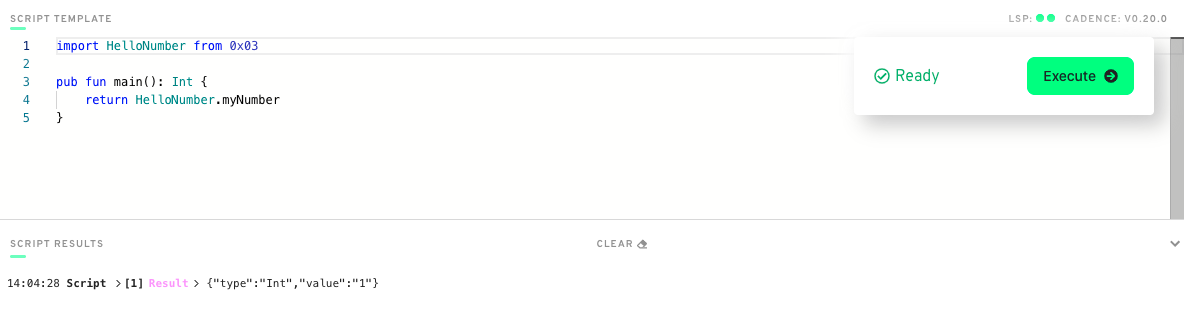 SCRIPT TEMPLATE
LSP: CADENCE: V0.20.0
1 import HelloNumber from 0x03
2
3 pub fun main(): Int {
4 return HelloNumber.myNumber
5 }
Ready
Execute
SCRIPT RESULTS
CLEAR
14:04:28 Script >[1] Result > {"type":"Int","value":"1"}